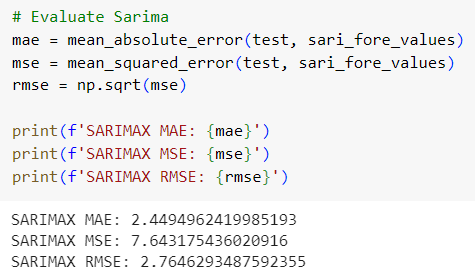 # Evaluate Sarima
mae = mean_absolute_error(test, sari_fore_values)
mse = mean_squared_error(test, sari_fore_values)
rmse = np.sqrt(mse)
print(f'SARIMAX MAE: {mae}')
print(f'SARIMAX MSE: {mse}')
print(f'SARIMAX RMSE: {rmse}')
SARIMAX MAE: 2.4494962419985193
SARIMAX MSE: 7.643175436020916
SARIMAX RMSE: 2.7646293487592355